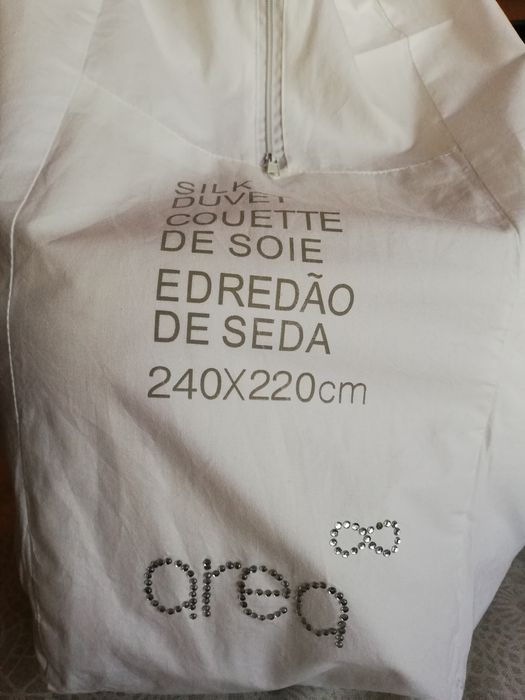 SILK
DUVET
COUETTE
DE SOIE
EDREDÃO
DE SEDA
240X220cm
area